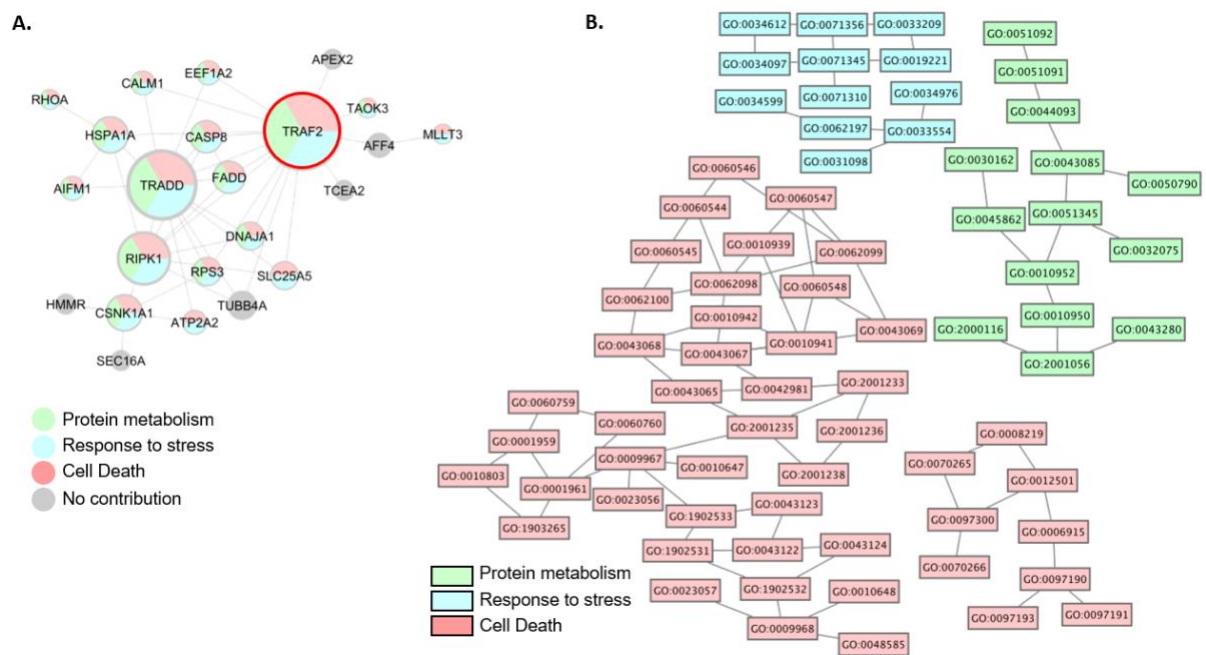 A.
APEX2
EEF1A2
CALM1
TAOK3
RHOA
TRAF2
MLLT3
HSPA1A
CASP8
AFF4
FADD
TCEA2
AIFM1
TRADD
DNAJA1
RIPK1
RPS3
SLC25A5
HMMR
TUBB4A
CSNK1A1
ATP2A2
SEC16A
Protein metabolism
Response to stress
Cell Death
No contribution
B.
GO:0034612
GO:0071356
GO:0033209
GO:0034097
GO:0071345
GO:0019221
GO:0034599
GO:0071310
GO:0034976
GO:0062197
GO:0033554
GO:0031098
GO:0051092
GO:0051091
GO:0044093
GO:0030162
GO:0043085
GO:0050790
GO:0045862
GO:0051345
GO:0032075
GO:0010952
GO:0010950
GO:2000116
GO:0043280
GO:2001056
GO:0060546
GO:0060544
GO:0060547
GO:0060545
GO:0010939
GO:0062099
GO:0062100
GO:0062098
GO:0060548
GO:0010942
GO:0043069
GO:0043068
GO:0043067
GO:0010941
GO:0043065
GO:0042981
GO:2001233
GO:0060759
GO:0060760
GO:0001959
GO:2001235
GO:2001236
GO:0009967
GO:0010803
GO:0010647
GO:2001238
GO:0001961
GO:0023056
GO:1903265
GO:1902533
GO:0043123
GO:1902531
GO:0043122
GO:0043124
GO:0023057
GO:1902532
GO:0010648
GO:0009968
GO:0048585
GO:0008219
GO:0070265
GO:0012501
GO:0097300
GO:0006915
GO:0070266
GO:0097190
GO:0097193
GO:0097191
Protein metabolism
Response to stress
Cell Death